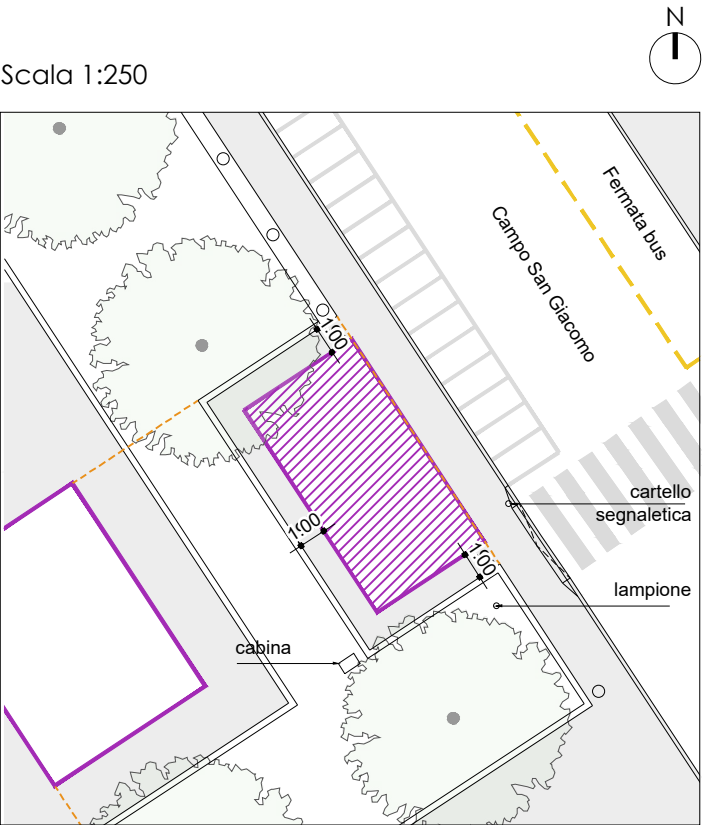 N
Scala 1:250
Fermata bus
Campo San Giacomo
1:00
cartello
segnaletica
1:00
1:00
lampione
cabina